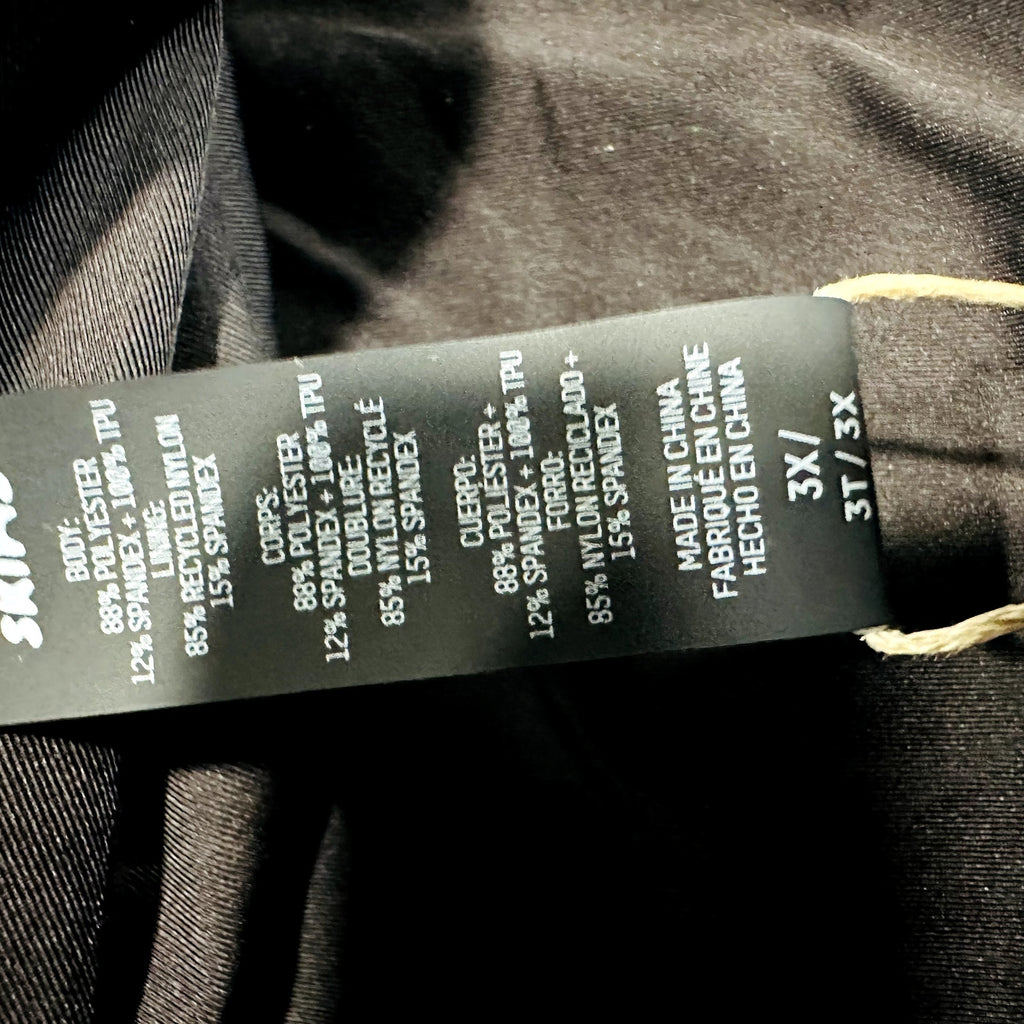 BODY:
88% POLYESTER
12% SPANDEX + 100% TPU
LINING:
85% RECYCLED NYLON
15% SPANDEX
CORPS:
88% POLYESTER
12% SPANDEX + 100% TPU
DOUBLURE:
85% NYLON RECYCLÉ
15% SPANDEX
CUERPO:
88% POLIÉSTER +
12% SPANDEX + 100% TPU
FORRO:
85% NYLON RECICLADO +
15% SPANDEX
MADE IN CHINA
FABRIQUÉ EN CHINE
HECHO EN CHINA
3X/
3T / 3X